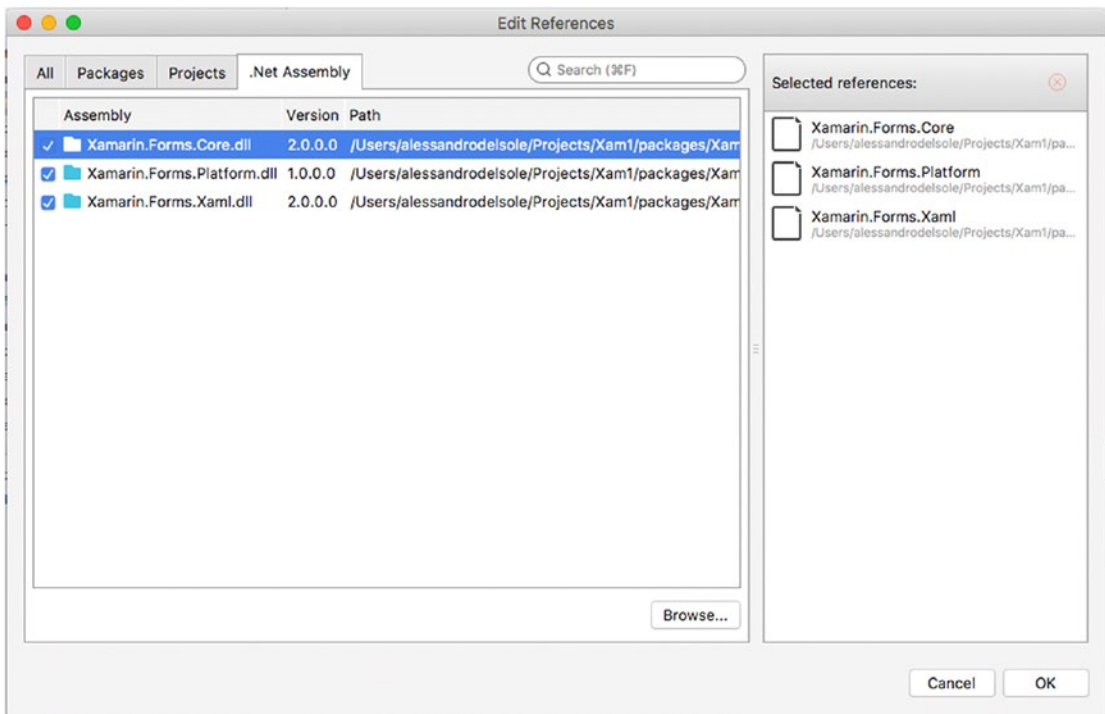 Edit References
All Packages Projects .Net Assembly
Search (⌘F)
Assembly Version Path
Xamarin.Forms.Core.dll 2.0.0.0 /Users/alessandrodelsole/Projects/Xam1/packages/Xam
Xamarin.Forms.Platform.dll 1.0.0.0 /Users/alessandrodelsole/Projects/Xam1/packages/Xam
Xamarin.Forms.Xaml.dll 2.0.0.0 /Users/alessandrodelsole/Projects/Xam1/packages/Xam
Browse...
Selected references:
Xamarin.Forms.Core
/Users/alessandrodelsole/Projects/Xam1/pa...
Xamarin.Forms.Platform
/Users/alessandrodelsole/Projects/Xam1/pa...
Xamarin.Forms.Xaml
/Users/alessandrodelsole/Projects/Xam1/pa...
Cancel OK